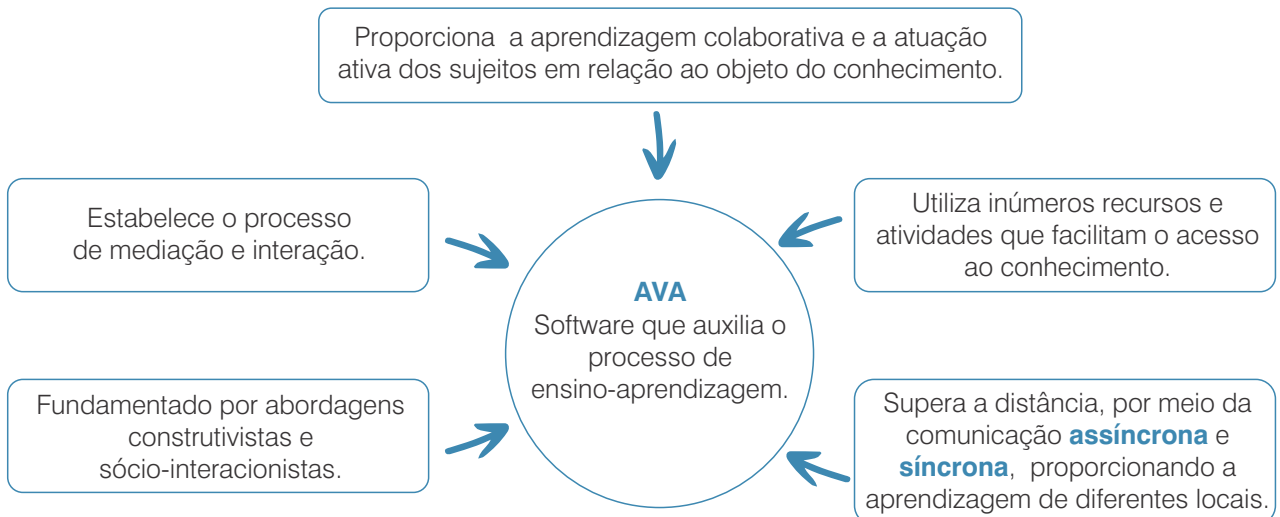 Proporciona a aprendizagem colaborativa e a atuação
ativa dos sujeitos em relação ao objeto do conhecimento.
Estabelece o processo
de mediação e interação.
Utiliza inúmeros recursos e
atividades que facilitam o acesso
ao conhecimento.
AVA
Software que auxilia o
processo de
ensino-aprendizagem.
Fundamentado por abordagens
construtivistas e
sócio-interacionistas.
Supera a distância, por meio da
comunicação assíncrona e
síncrona, proporcionando a
aprendizagem de diferentes locais.